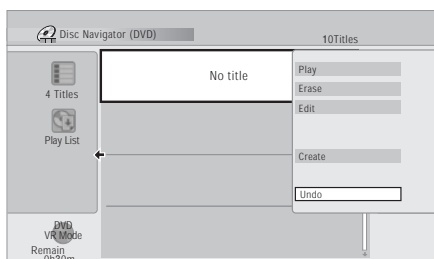 Disc Navigator (DVD)
10Titles
4 Titles
Play List
No title
Play
Erase
Edit
Create
Undo
DVD
VR Mode
Remain
0h30m